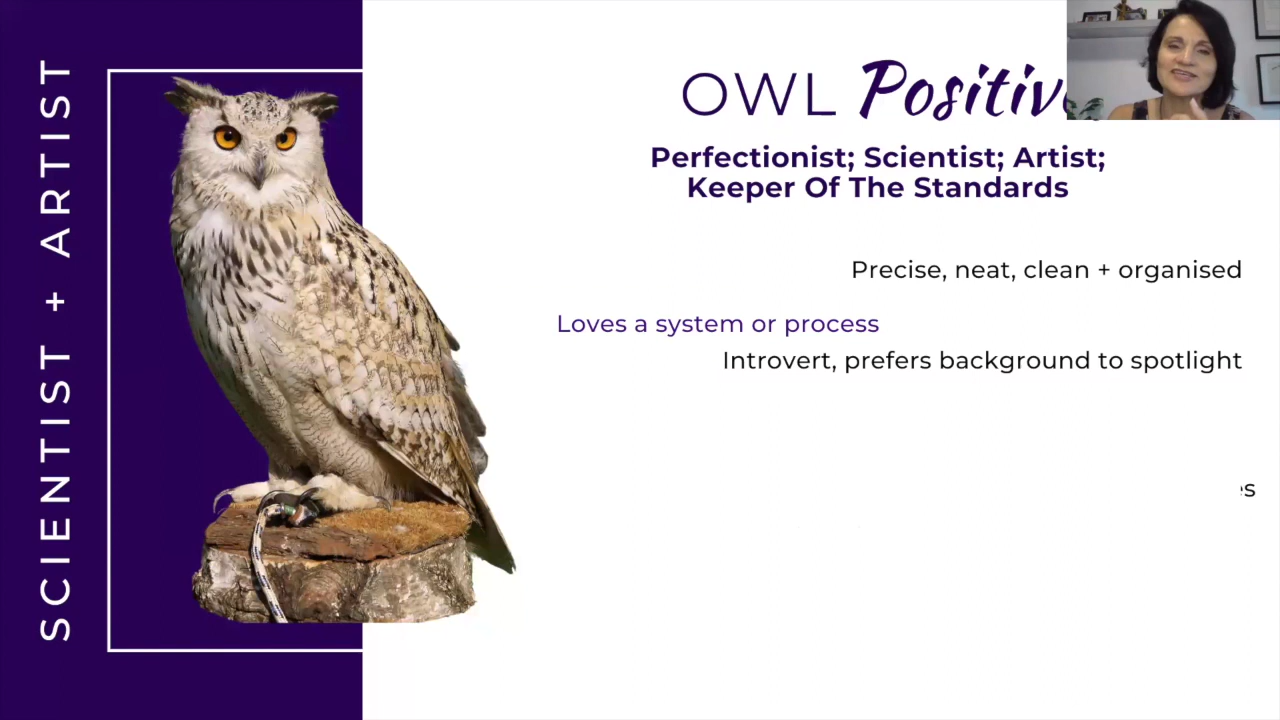 SCIENTIST + ARTIST
OWL Positiv
Perfectionist; Scientist; Artist;
Keeper Of The Standards
Precise, neat, clean + organised
Loves a system or process
Introvert, prefers background to spotlight